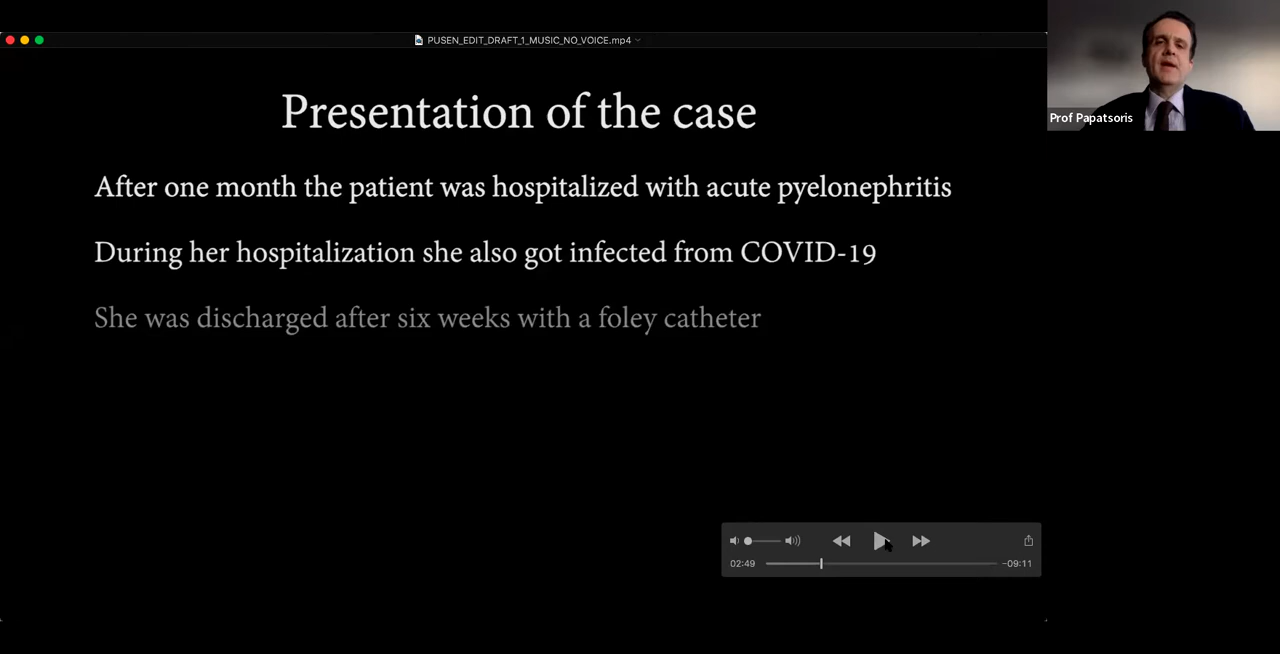 PUSEN_EDIT_DRAFT_1_MUSIC_NO_VOICE.mp4
Prof Papatsoris
Presentation of the case
After one month the patient was hospitalized with acute pyelonephritis
During her hospitalization she also got infected from COVID-19
She was discharged after six weeks with a foley catheter
02:49
−09:11